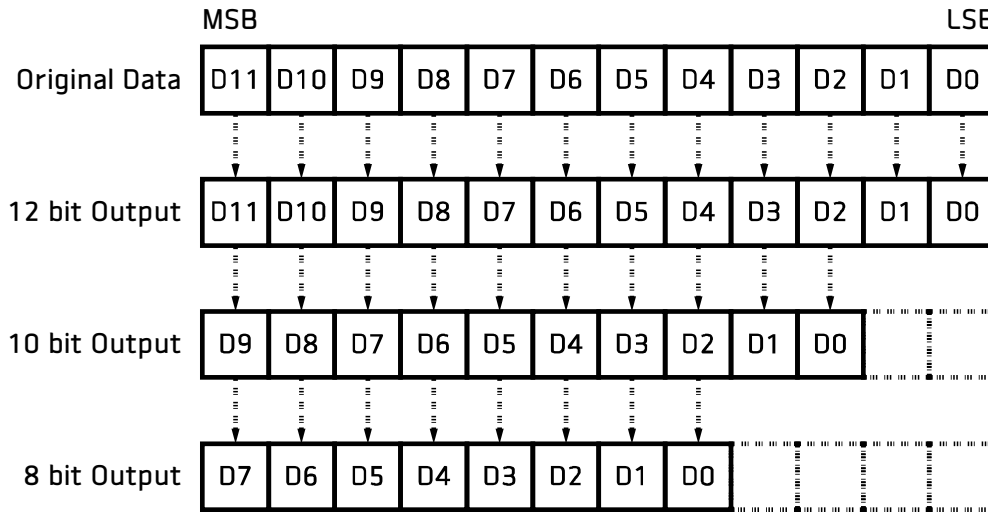 MSB LSB
Original Data D11 D10 D9 D8 D7 D6 D5 D4 D3 D2 D1 D0
12 bit Output D11 D10 D9 D8 D7 D6 D5 D4 D3 D2 D1 D0
10 bit Output D9 D8 D7 D6 D5 D4 D3 D2 D1 D0
8 bit Output D7 D6 D5 D4 D3 D2 D1 D0